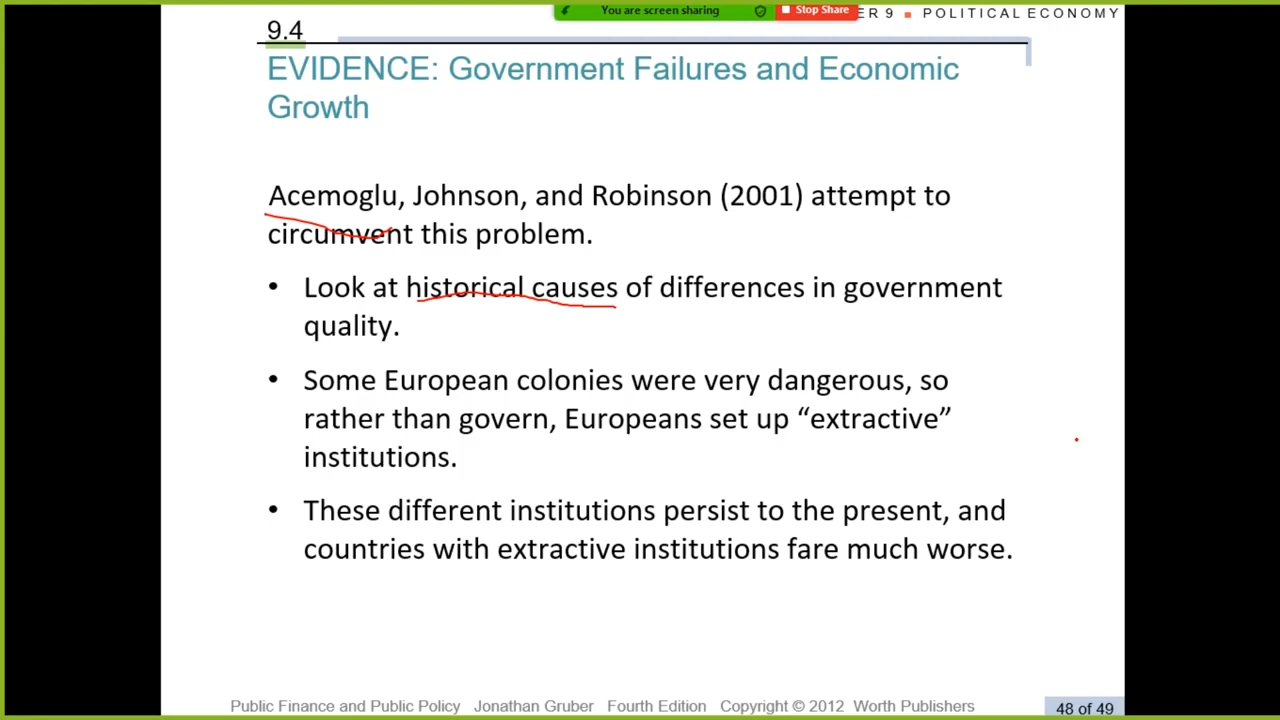 You are screen sharing
Stop Share
ER 9 ■ POLITICAL ECONOMY
9.4
EVIDENCE: Government Failures and Economic
Growth
Acemoglu, Johnson, and Robinson (2001) attempt to
circumvent this problem.
• Look at historical causes of differences in government
quality.
• Some European colonies were very dangerous, so
rather than govern, Europeans set up “extractive”
institutions.
• These different institutions persist to the present, and
countries with extractive institutions fare much worse.
Public Finance and Public Policy Jonathan Gruber Fourth Edition Copyright © 2012 Worth Publishers
48 of 49